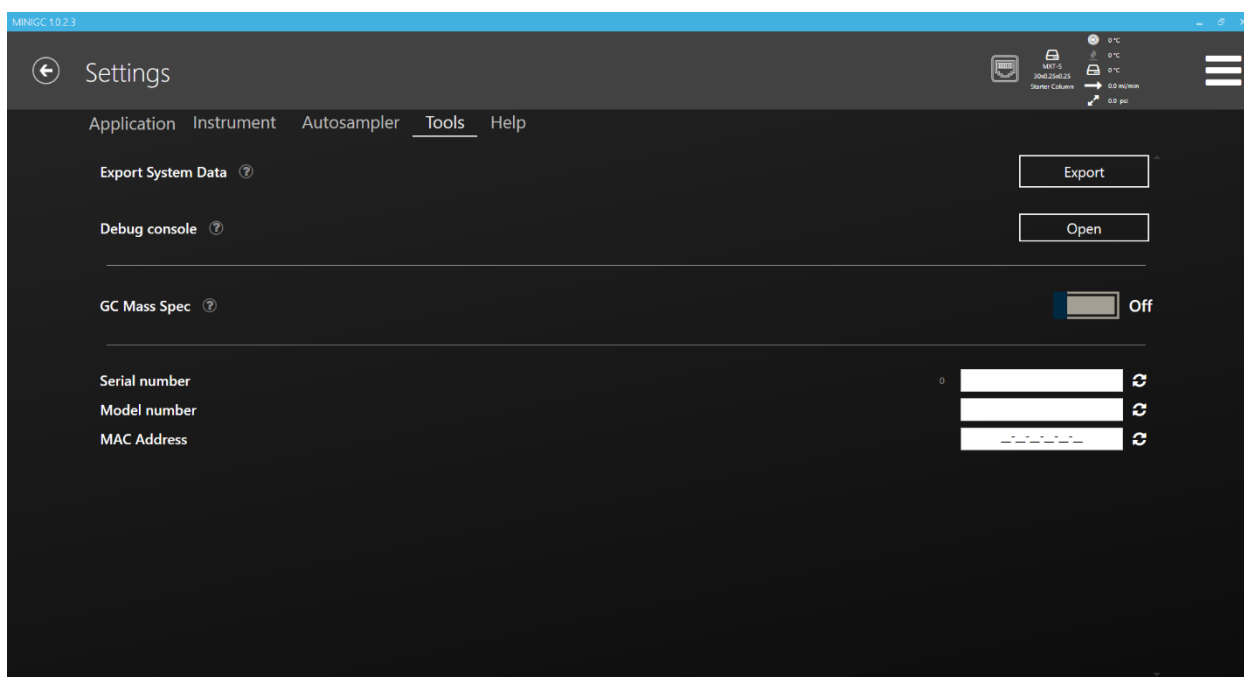 MINIGC 1.0.2.3
Settings
MXT-5
30x0.25x0.25
Starter Column
0 °C
0 °C
0 °C
0.0 ml/min
0.0 psi
Application Instrument Autosampler Tools Help
Export System Data ? Export
Debug console ? Open
GC Mass Spec ? Off
Serial number 0
Model number
MAC Address _-_-_-_-_-_